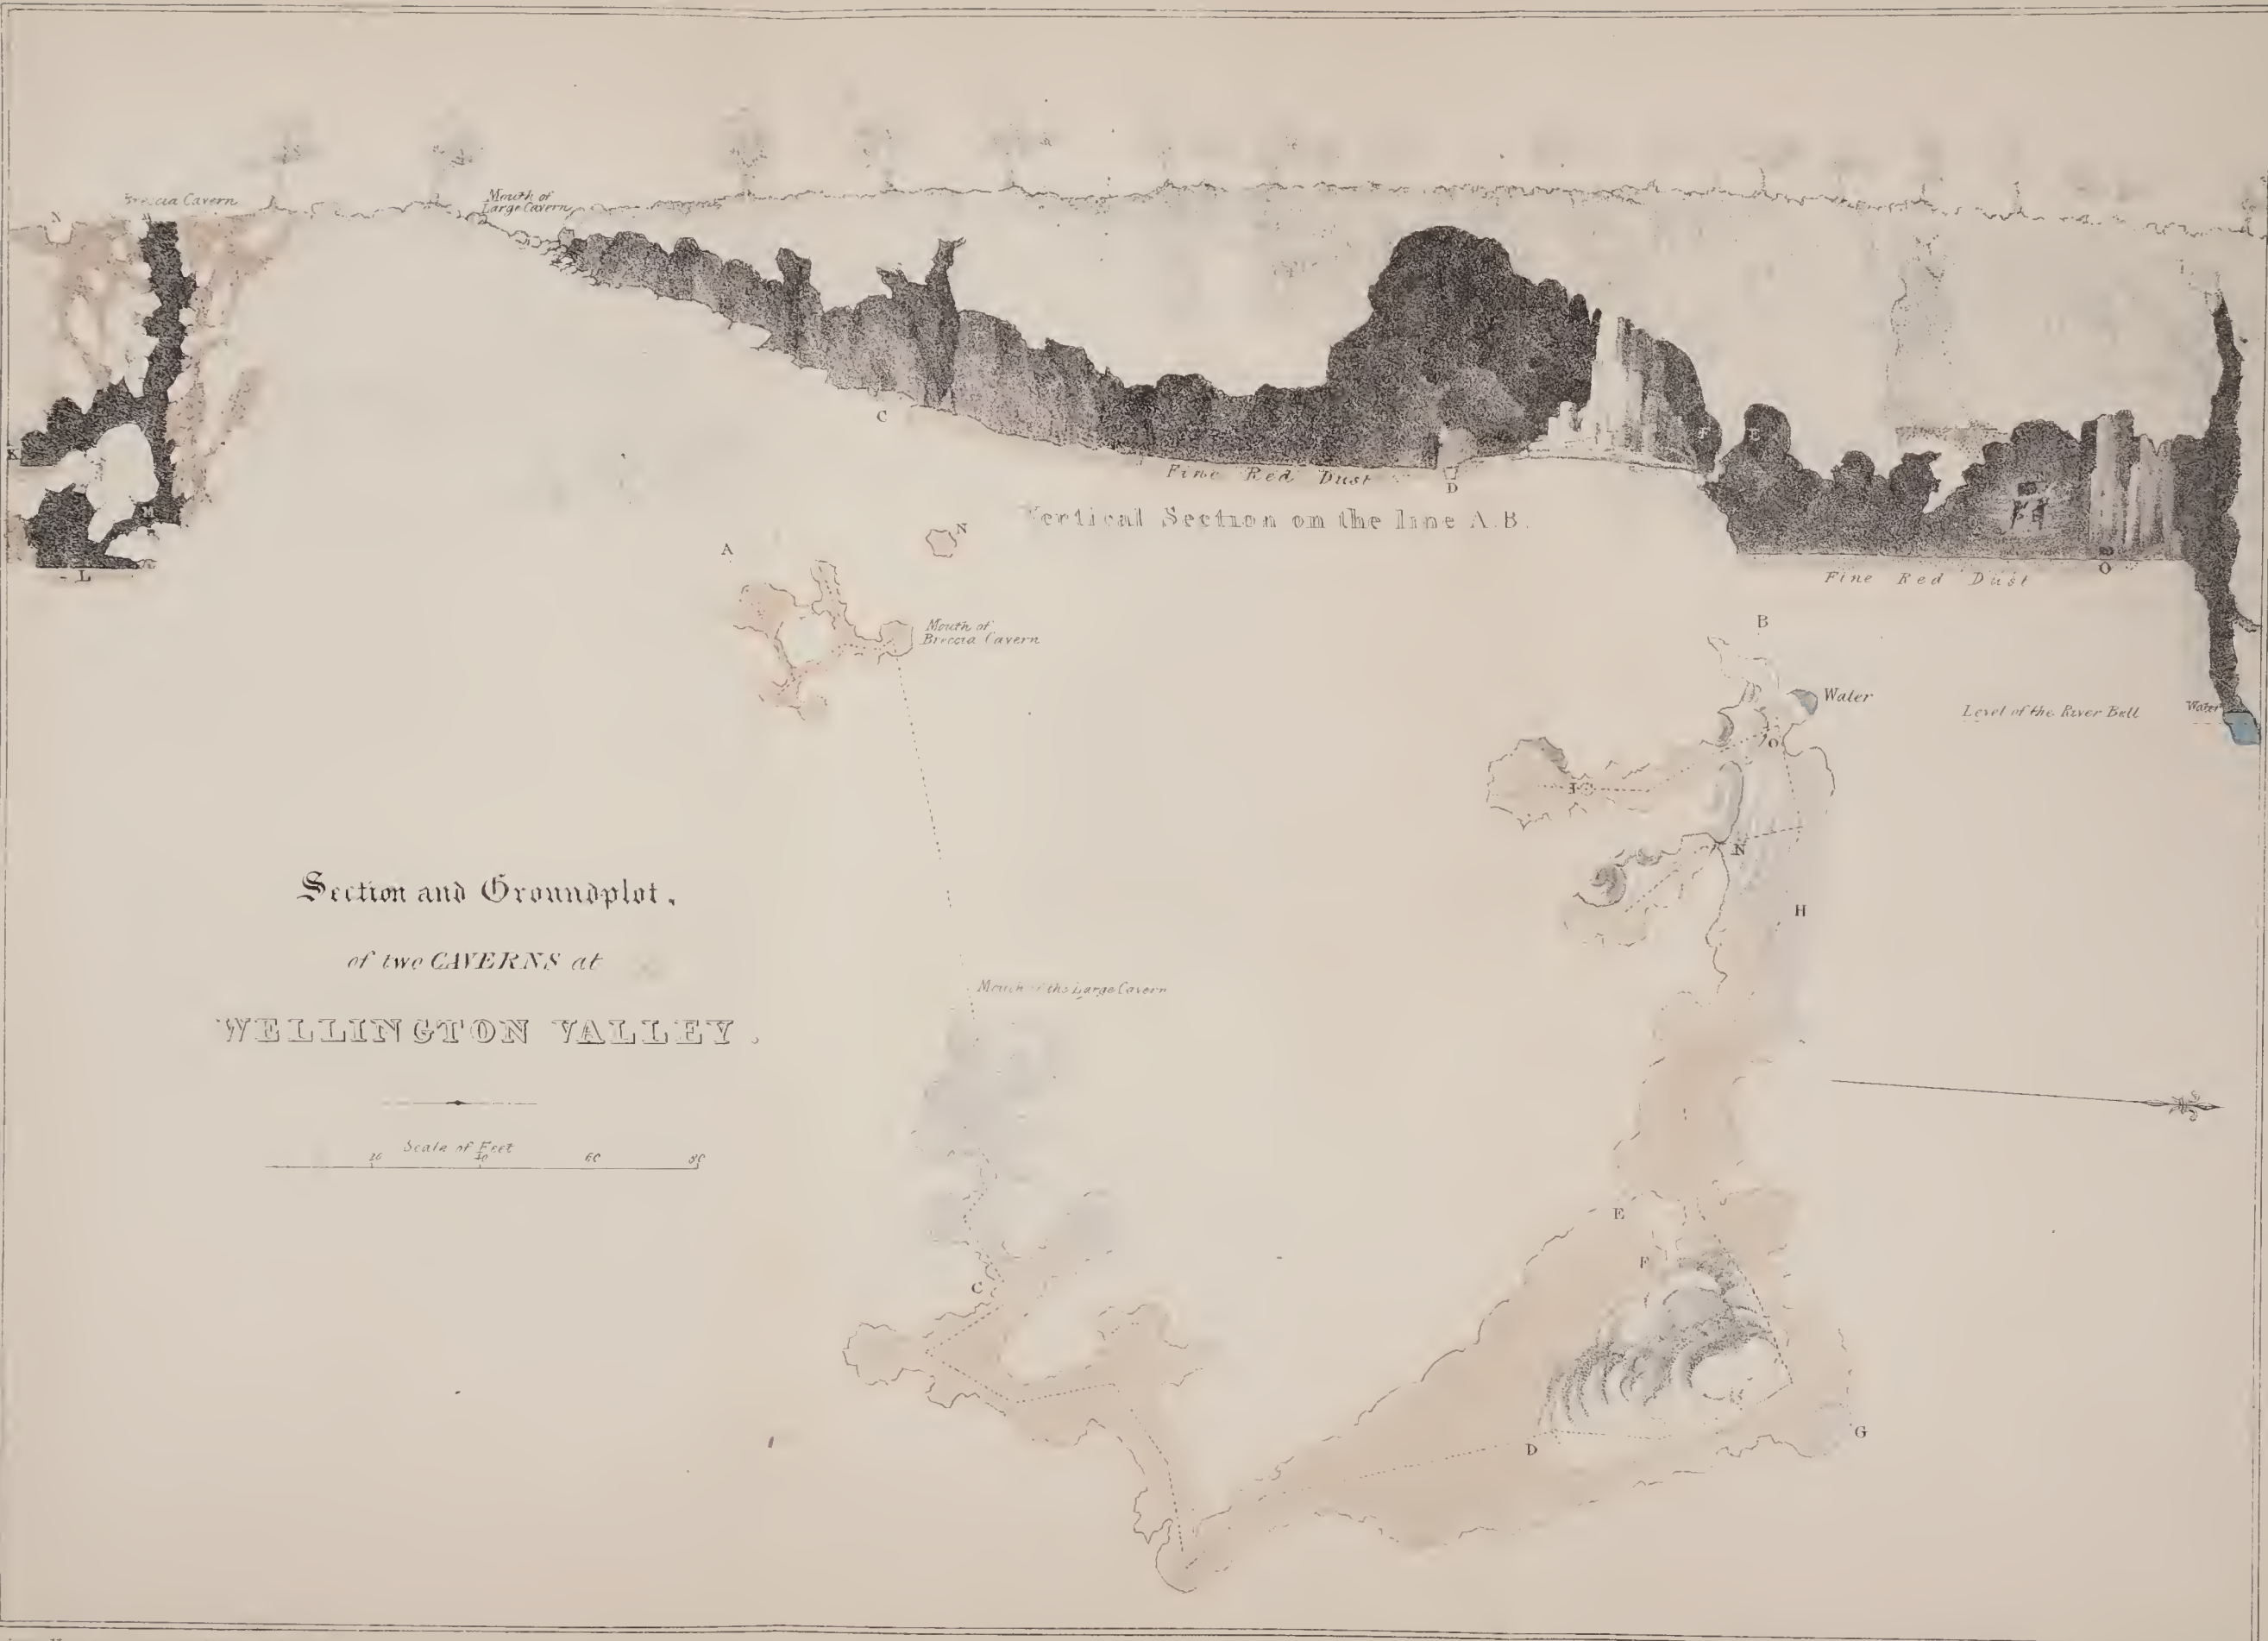 Breccia Cavern
Mouth of
Large Cavern
N
K
L
M
C
Fine Red Dust
D
F
E
Vertical Section on the line A.B.
O
Fine Red Dust
A
N
Mouth of
Breccia Cavern
B
Water
Level of the River Bell
Water
O
I
H
Section and Groundplot,
of two CAVERNS at
WELLINGTON VALLEY.
Scale of Feet
20 40 60 80
Mouth of the Large Cavern
C
E
F
D
G